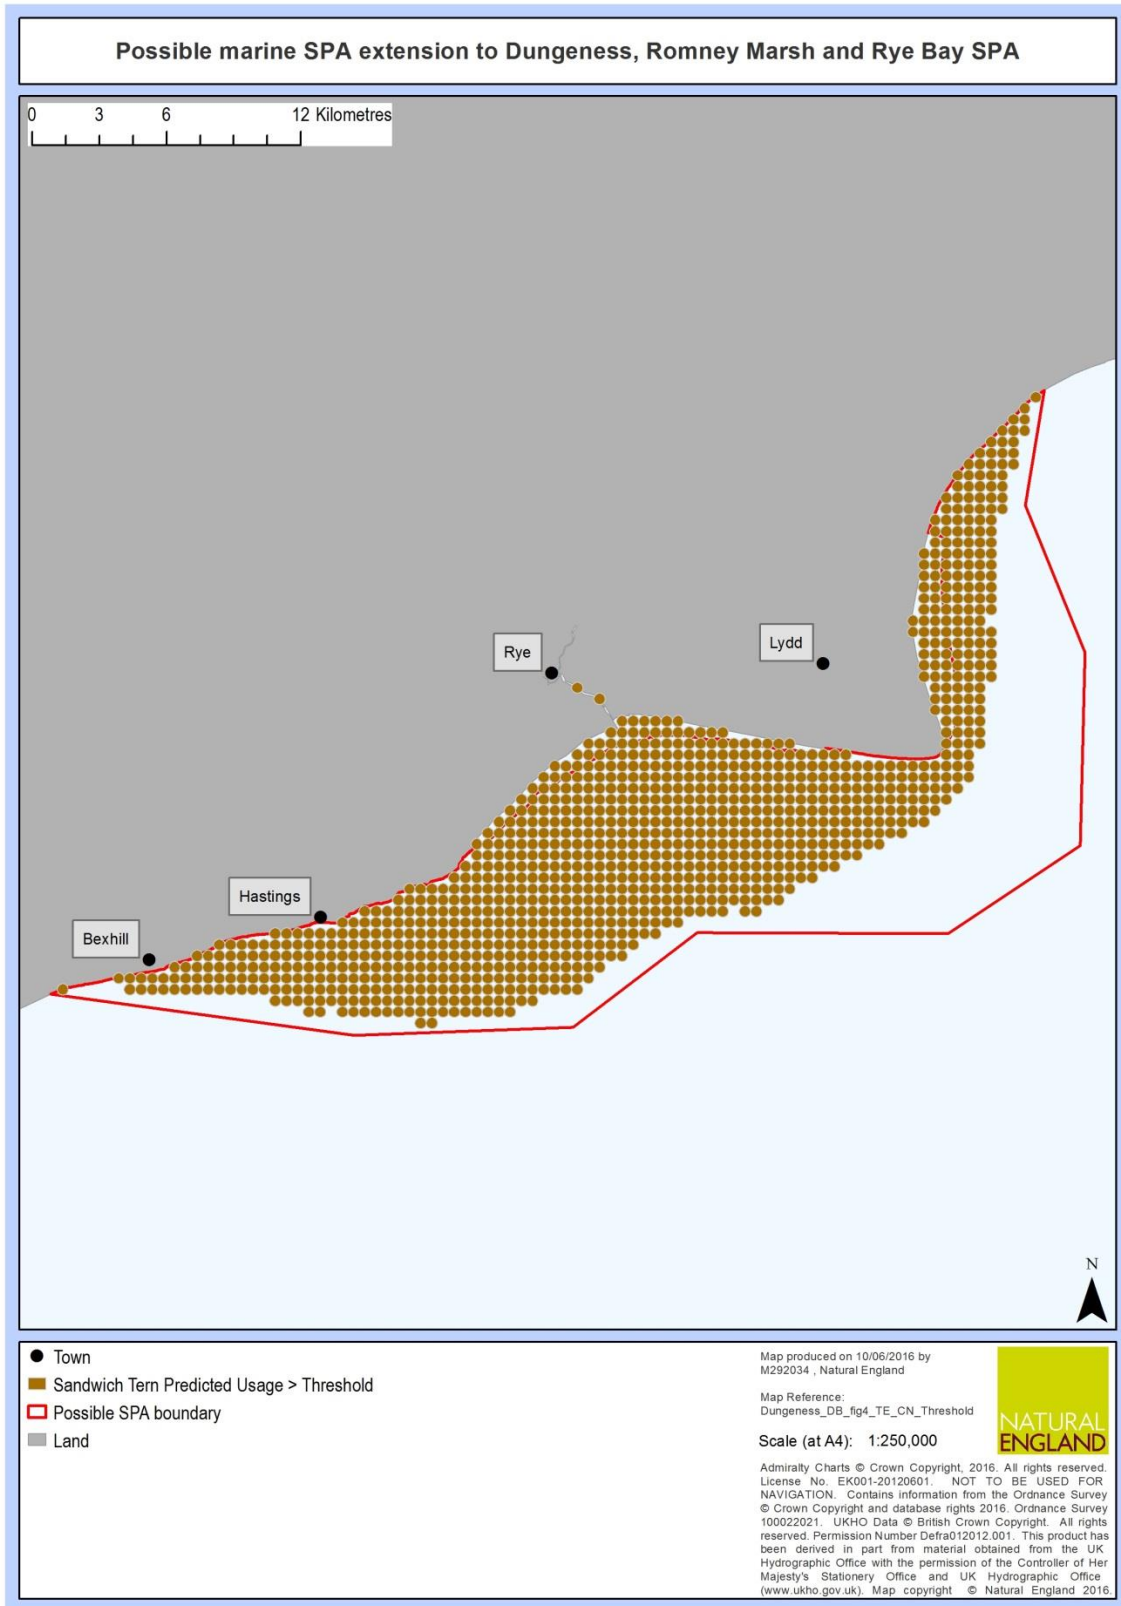 Possible marine SPA extension to Dungeness, Romney Marsh and Rye Bay SPA
0 3 6 12 Kilometres
Rye
Lydd
Hastings
Bexhill
N
Town
Sandwich Tern Predicted Usage > Threshold
Possible SPA boundary
Land
Map produced on 10/06/2016 by
M292034 , Natural England
Map Reference:
Dungeness_DB_fig4_TE_CN_Threshold
Scale (at A4): 1:250,000
NATURAL
ENGLAND
Admiralty Charts © Crown Copyright, 2016. All rights reserved.
License No. EK001-20120601. NOT TO BE USED FOR
NAVIGATION. Contains information from the Ordnance Survey
© Crown Copyright and database rights 2016. Ordnance Survey
100022021. UKHO Data © British Crown Copyright. All rights
reserved. Permission Number Defra012012.001. This product has
been derived in part from material obtained from the UK
Hydrographic Office with the permission of the Controller of Her
Majesty's Stationery Office and UK Hydrographic Office
(www.ukho.gov.uk). Map copyright © Natural England 2016.